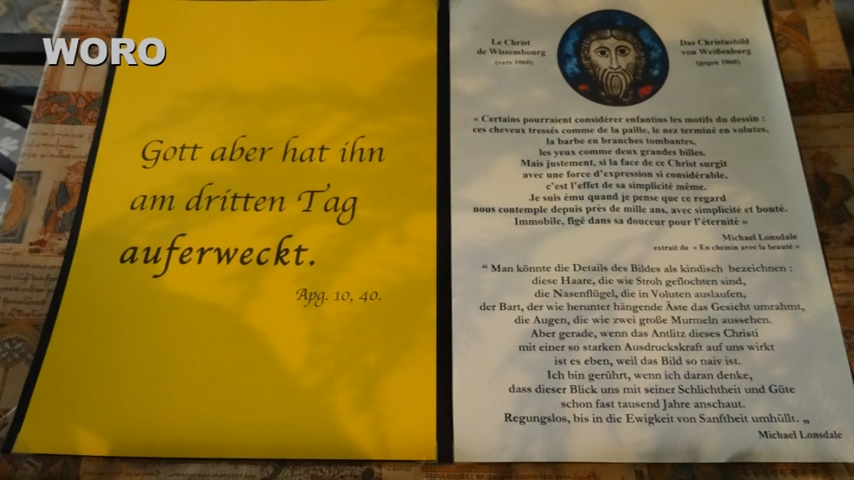 WORO
Gott aber hat ihn
am dritten Tag
auferweckt.
Apg. 10, 40.
Le Christ
de Wissembourg
(vers 1060)
Das Christusbild
von Weißenburg
(gegen 1060)
« Certains pourraient considérer enfantins les motifs du dessin :
ces cheveux tressés comme de la paille, le nez terminé en volutes,
la barbe en branches tombantes,
les yeux comme deux grandes billes.
Mais justement, si la face de ce Christ surgit
avec une force d'expression si considérable,
c'est l'effet de sa simplicité même.
Je suis ému quand je pense que ce regard
nous contemple depuis près de mille ans, avec simplicité et bonté.
Immobile, figé dans sa douceur pour l'éternité »
Michael Lonsdale
extrait de « En chemin avec la beauté »
“ Man könnte die Details des Bildes als kindisch bezeichnen :
diese Haare, die wie Stroh geflochten sind,
die Nasenflügel, die in Voluten auslaufen,
der Bart, der wie herunter hängende Äste das Gesicht umrahmt,
die Augen, die wie zwei große Murmeln aussehen.
Aber gerade, wenn das Antlitz dieses Christi
mit einer so starken Ausdruckskraft auf uns wirkt
ist es eben, weil das Bild so naiv ist.
Ich bin gerührt, wenn ich daran denke,
dass dieser Blick uns mit seiner Schlichtheit und Güte
schon fast tausend Jahre anschaut.
Regungslos, bis in die Ewigkeit von Sanftheit umhüllt. „
Michael Lonsdale